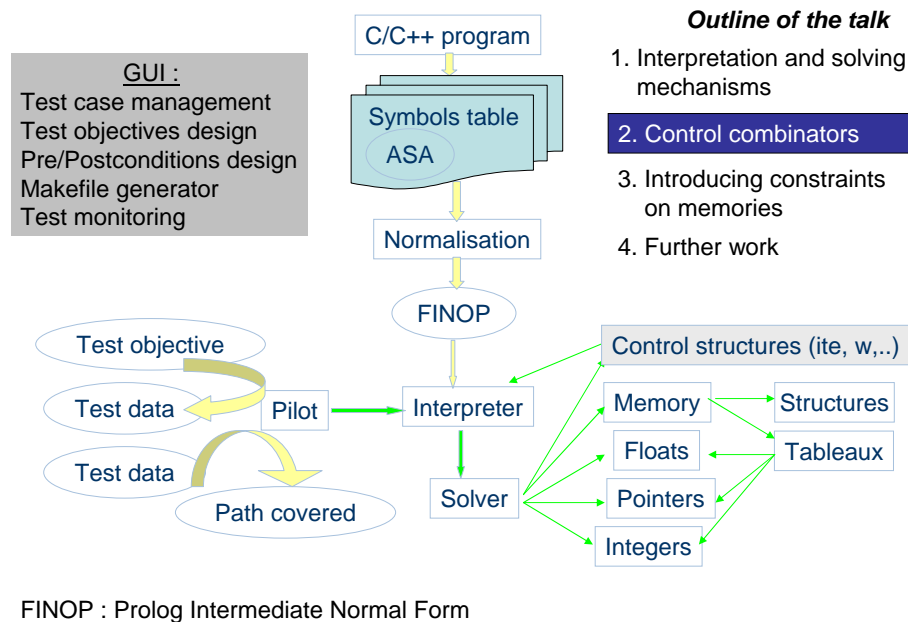 C/C++ program
GUI :
Test case management
Test objectives design
Pre/Postconditions design
Makefile generator
Test monitoring
Symbols table
ASA
Normalisation
FINOP
Outline of the talk
1. Interpretation and solving
mechanisms
2. Control combinators
3. Introducing constraints
on memories
4. Further work
Test objective
Test data
Pilot
Test data
Path covered
Interpreter
Solver
Control structures (ite, w,..)
Memory
Structures
Floats
Tableaux
Pointers
Integers
FINOP : Prolog Intermediate Normal Form